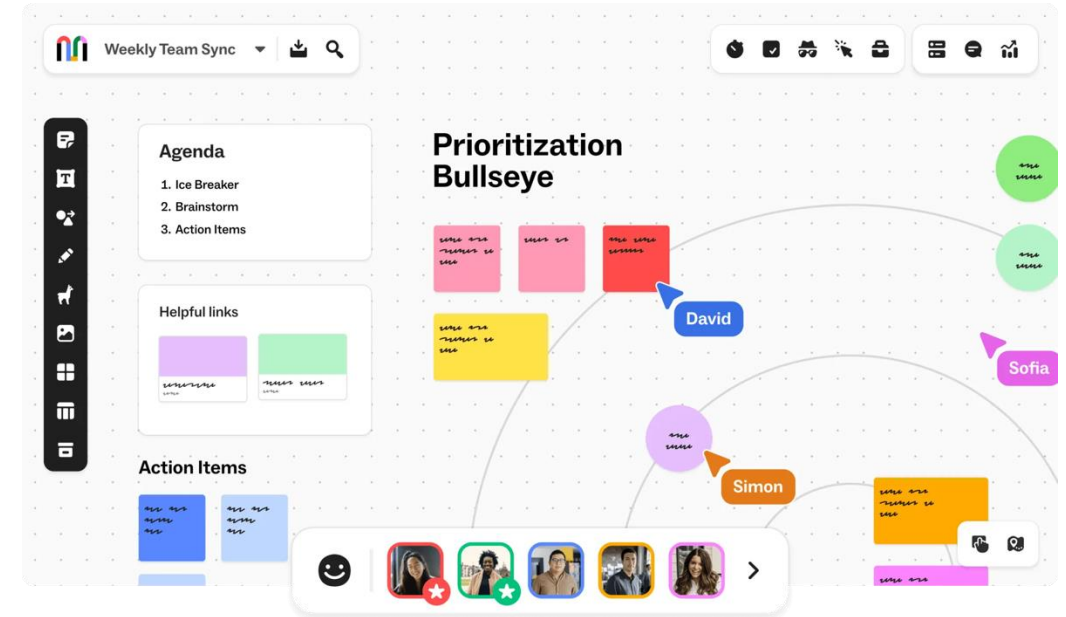 Weekly Team Sync
Agenda
1. Ice Breaker
2. Brainstorm
3. Action Items
Helpful links
Action Items
Prioritization
Bullseye
David
Sofia
Simon
T